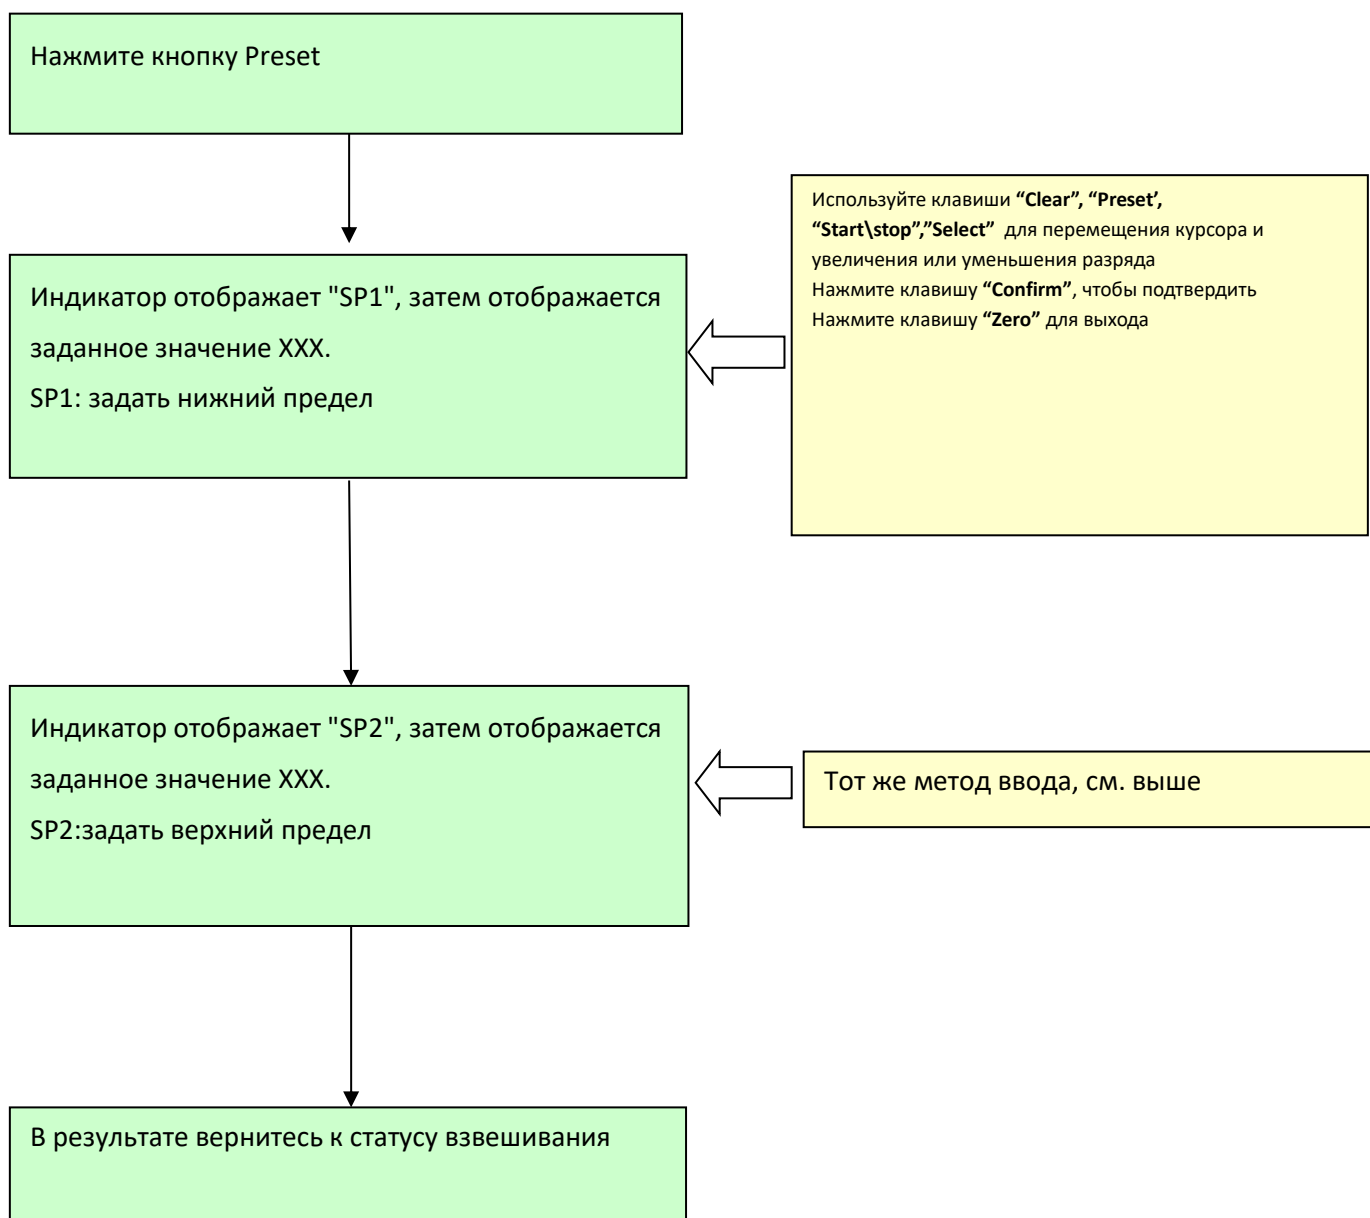 Нажмите кнопку Preset
Используйте клавиши “Clear”, “Preset’,
“Start\stop”,”Select” для перемещения курсора и
увеличения или уменьшения разряда
Нажмите клавишу “Confirm”, чтобы подтвердить
Нажмите клавишу “Zero” для выхода
Индикатор отображает "SP1", затем отображается
заданное значение XXX.
SP1: задать нижний предел
Индикатор отображает "SP2", затем отображается
заданное значение XXX.
SP2:задать верхний предел
Тот же метод ввода, см. выше
В результате вернитесь к статусу взвешивания